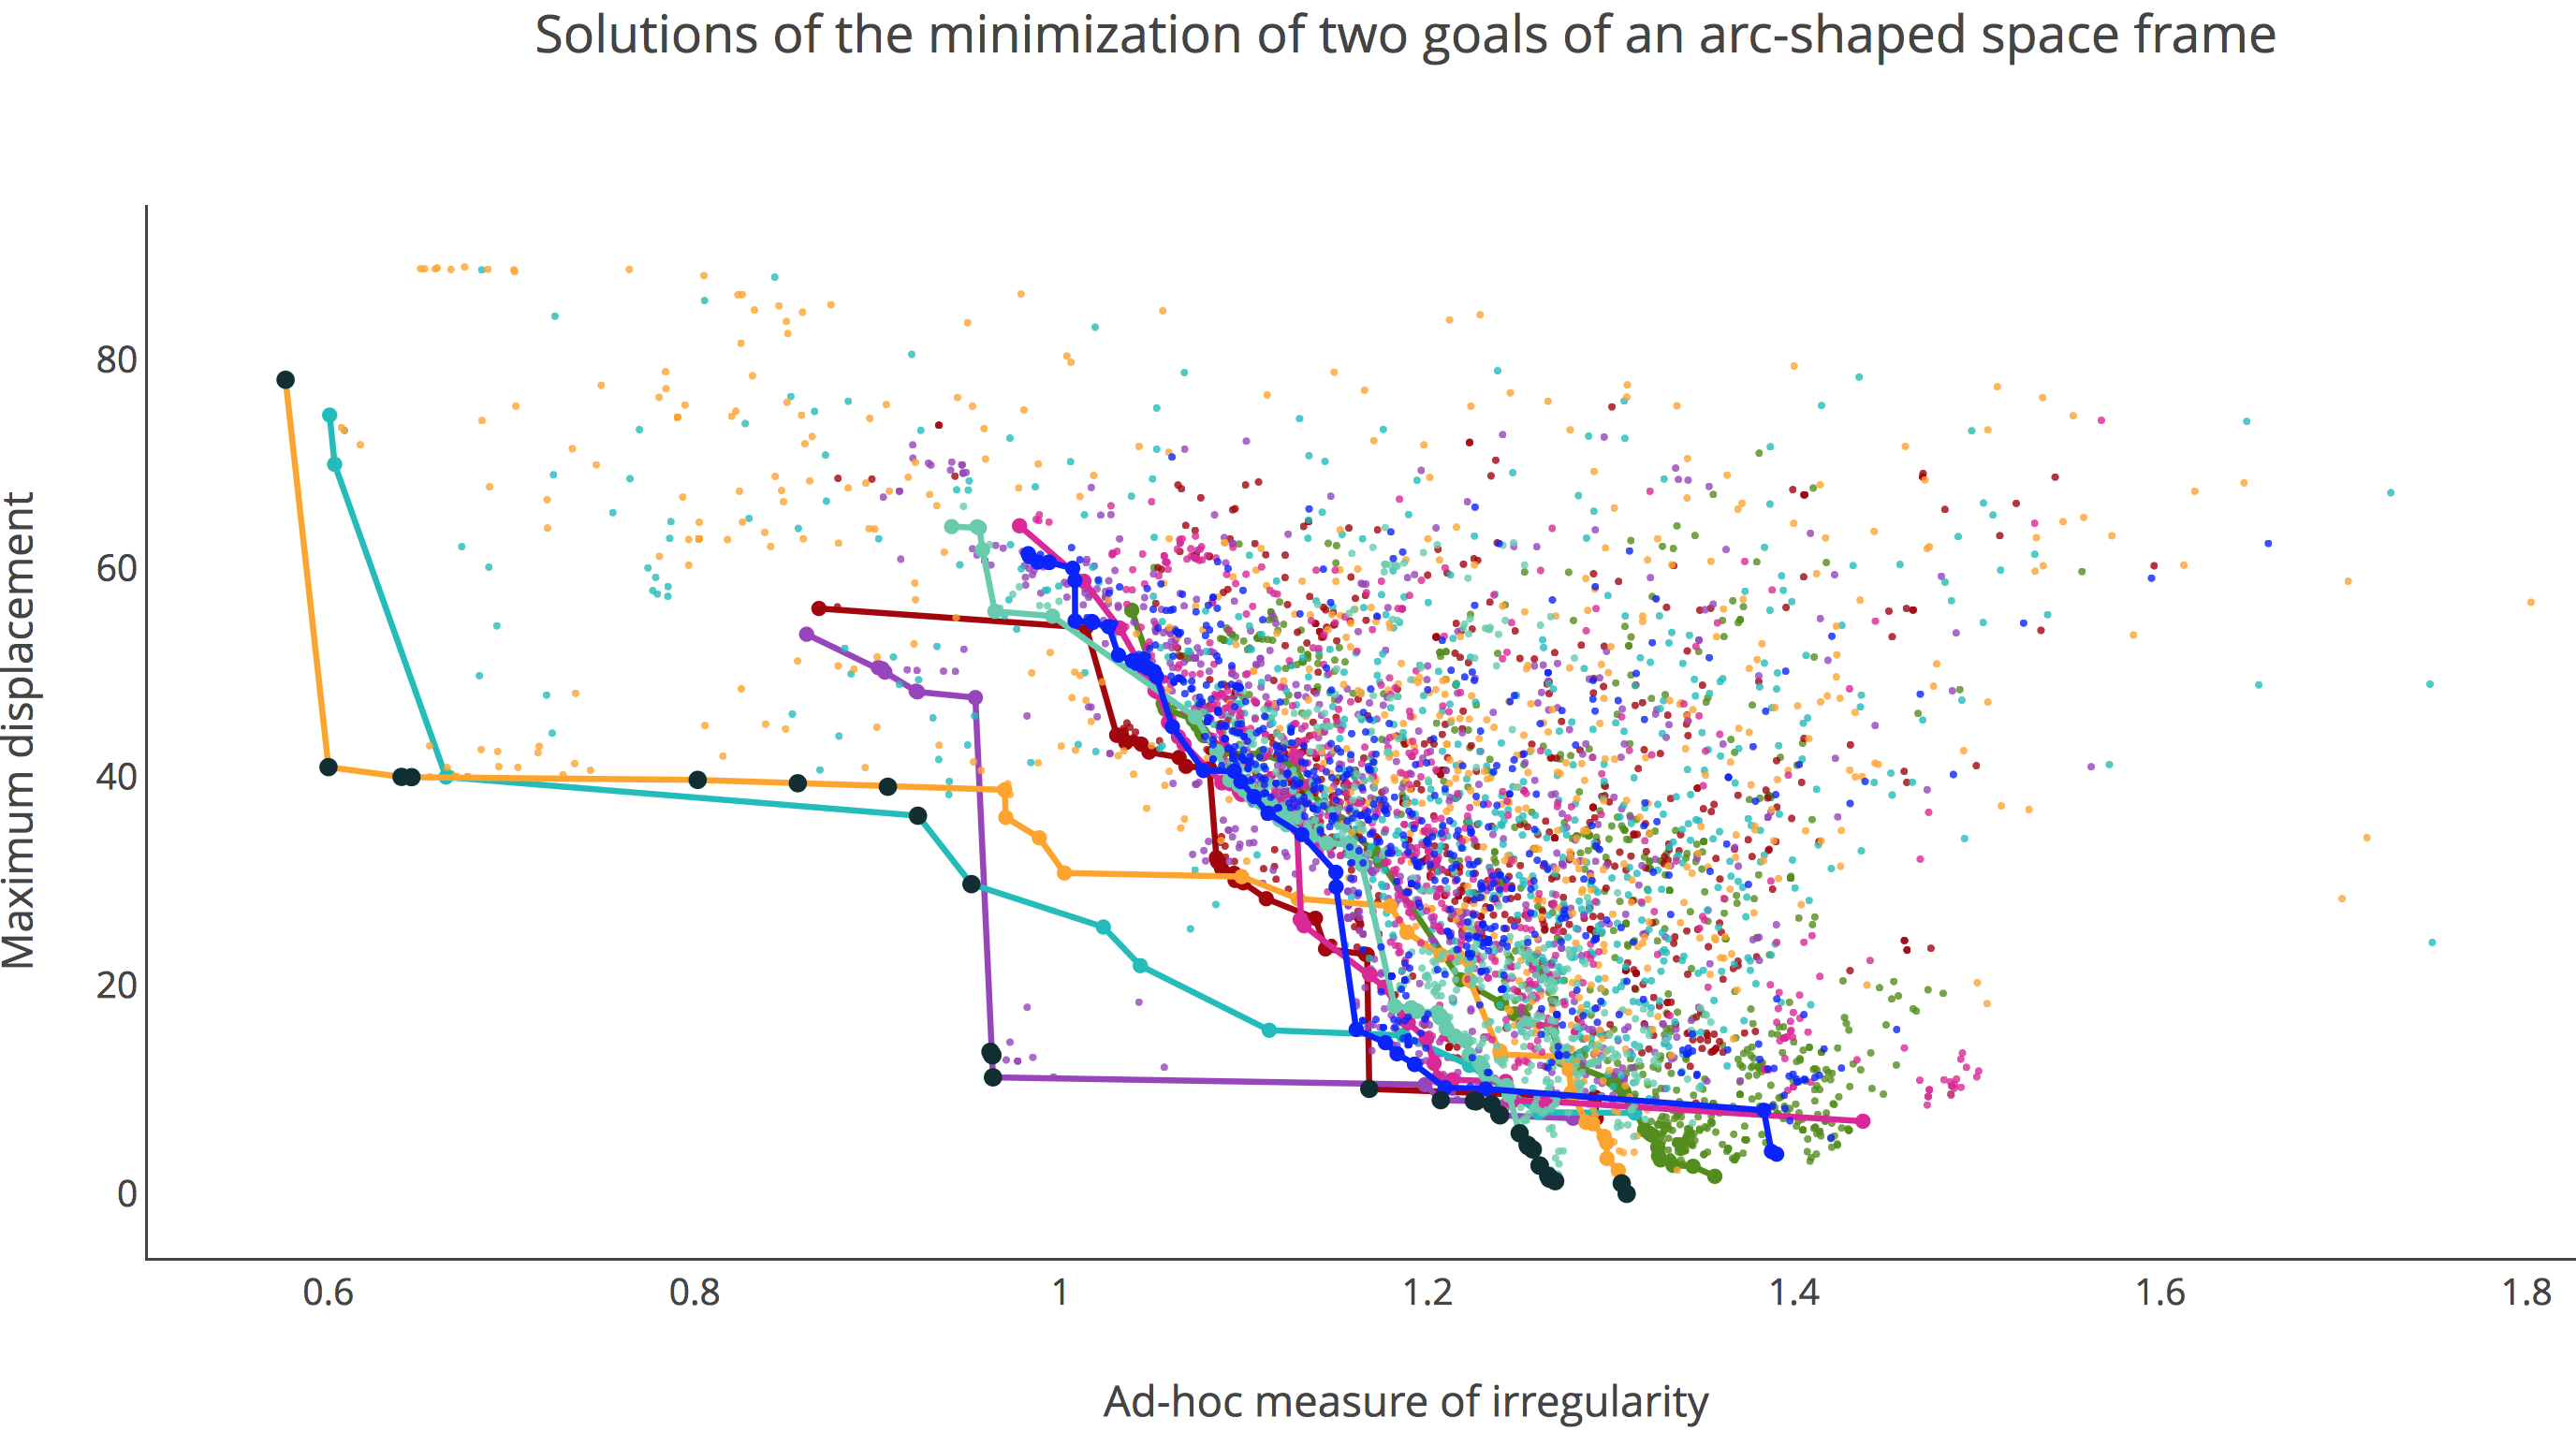 Solutions of the minimization of two goals of an arc-shaped space frame
Maximum displacement
80
60
40
20
0
0.6 0.8 1 1.2 1.4 1.6 1.8
Ad-hoc measure of irregularity